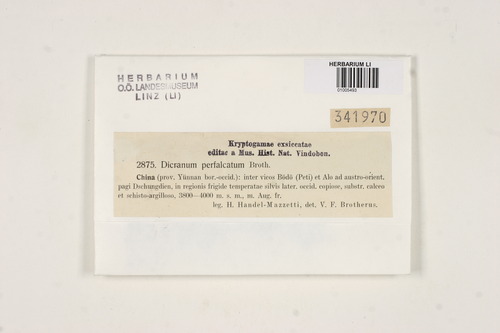 HERBARIUM
O.Ö. LANDESMUSEUM
LINZ (LI)
HERBARIUM LI
01005493
341970
Kryptogamae exsiccatae
editae a Mus. Hist. Nat. Vindobon.
2875. Dicranum perfalcatum Broth.
China (prov. Yünnan bor.-occid.): inter vicos Bödö (Peti) et Alo ad austro-orient.
pagi Dschungdien, in regionis frigide temperatae silvis later. occid. copiose, substr. calceo
et schisto-argilloso, 3800—4000 m. s. m., m. Aug. fr.
leg. H. Handel-Mazzetti, det. V. F. Brotherus.